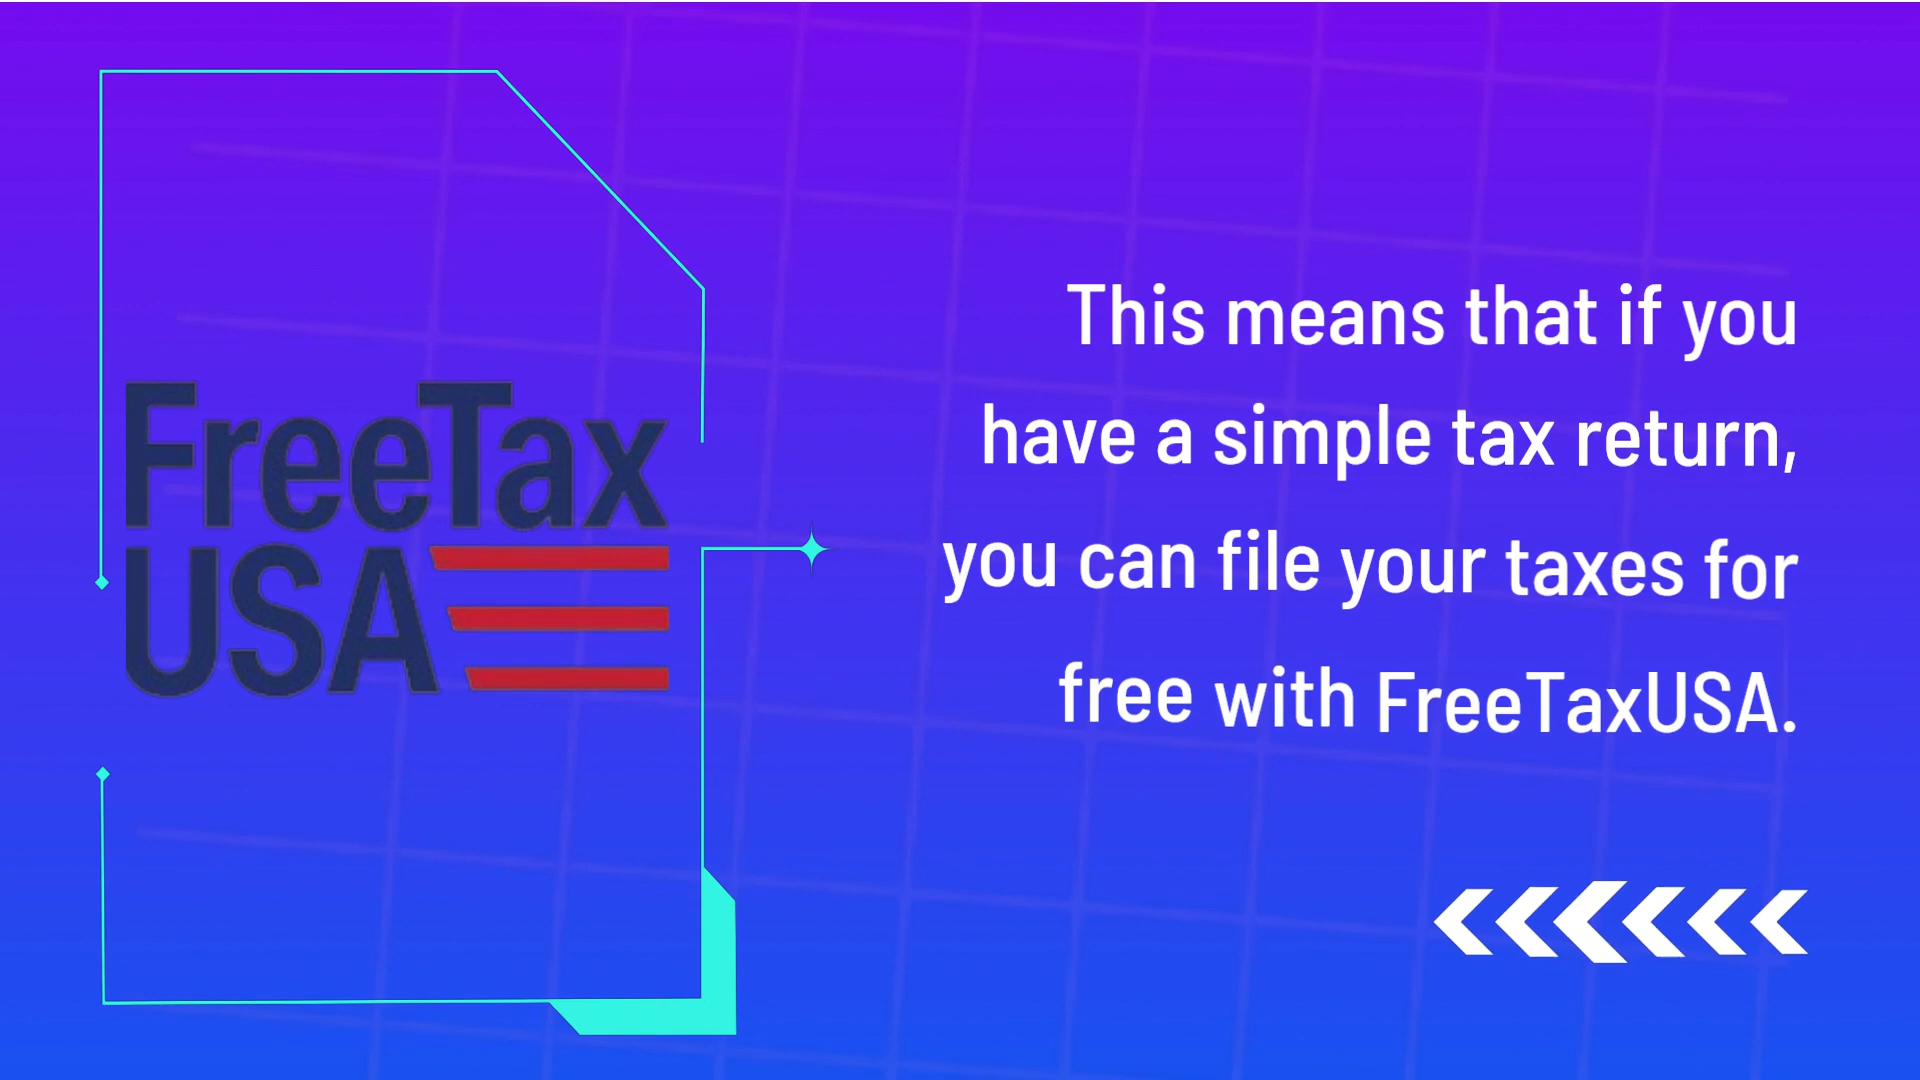 FreeTax
USA
This means that if you
have a simple tax return,
you can file your taxes for
free with FreeTaxUSA.